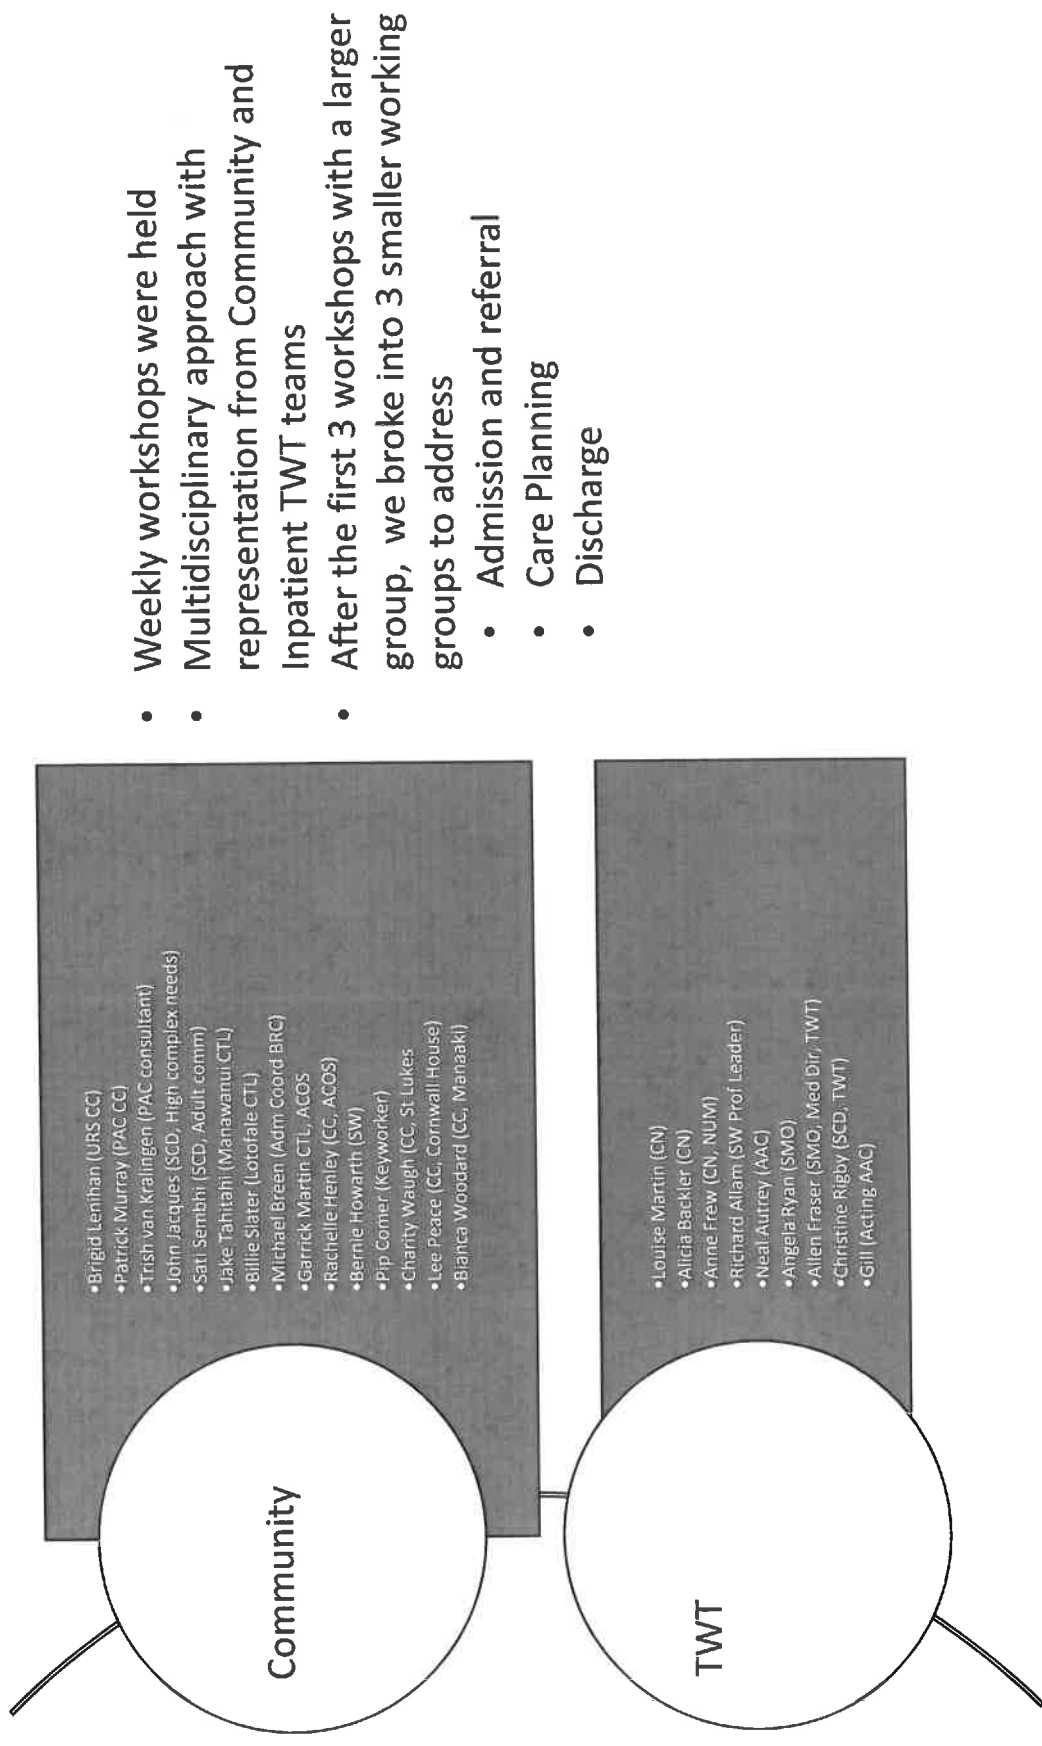 Community
•Brigid Lenihan (URS CC)
•Patrick Murray (PAC CC)
•Trish van Kralingen (PAC consultant)
•John Jacques (SCD, High complex needs)
•Sati Sembhi (SCD, Adult comm)
•Jake Tahitahi (Manawanui CTL)
•Billie Slater (Lotofale CTL)
•Michael Breen (Adm Coord BRC)
•Garrick Martin CTL, ACOS
•Rachelle Henley (CC, ACOS)
•Bernie Howarth (SW)
•Pip Comer (Keyworker)
•Charity Waugh (CC, St Lukes
•Lee Peace (CC, Cornwall House)
•Bianca Woodard (CC, Manaaki)
TWT
•Louise Martin (CN)
•Alicia Backler (CN)
•Anne Frew (CN, NUM)
•Richard Allam (SW Prof Leader)
•Neal Autrey (AAC)
•Angela Ryan (SMO)
•Allen Fraser (SMO, Med Dir, TWT)
•Christine Rigby (SCD, TWT)
•Gill (Acting AAC)
• Weekly workshops were held
• Multidisciplinary approach with
representation from Community and
Inpatient TWT teams
• After the first 3 workshops with a larger
group, we broke into 3 smaller working
groups to address
• Admission and referral
• Care Planning
• Discharge